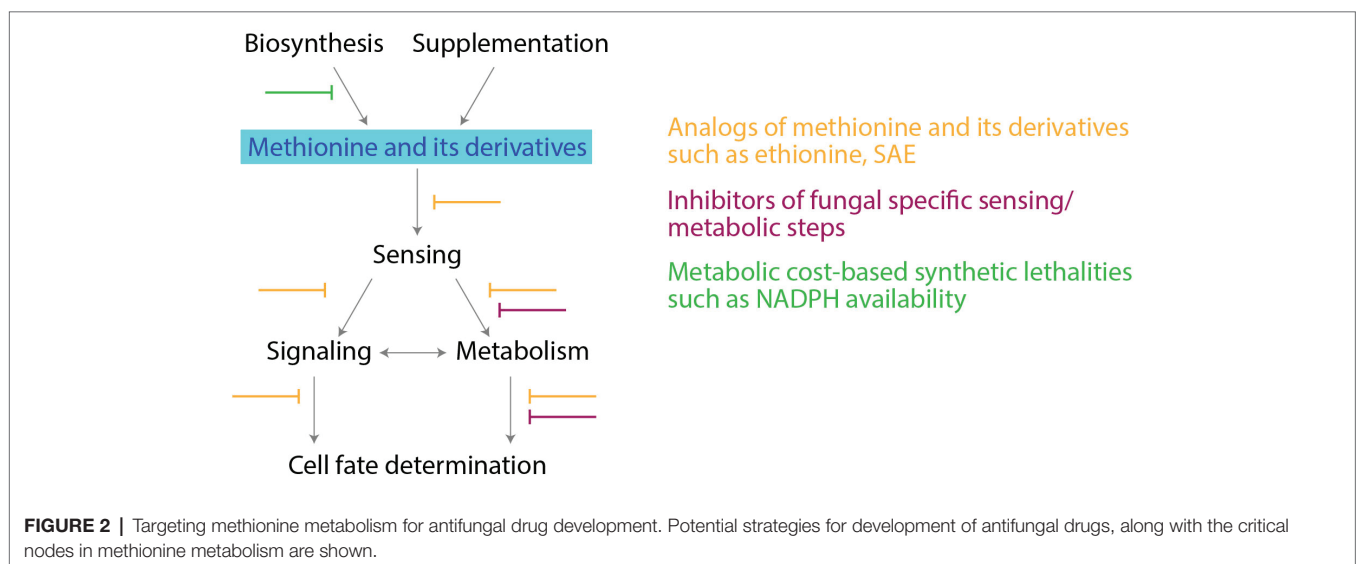 Biosynthesis Supplementation
Methionine and its derivatives
Sensing
Signaling Metabolism
Cell fate determination
Analogs of methionine and its derivatives
such as ethionine, SAE
Inhibitors of fungal specific sensing/
metabolic steps
Metabolic cost-based synthetic lethalities
such as NADPH availability
FIGURE 2 | Targeting methionine metabolism for antifungal drug development. Potential strategies for development of antifungal drugs, along with the critical
nodes in methionine metabolism are shown.